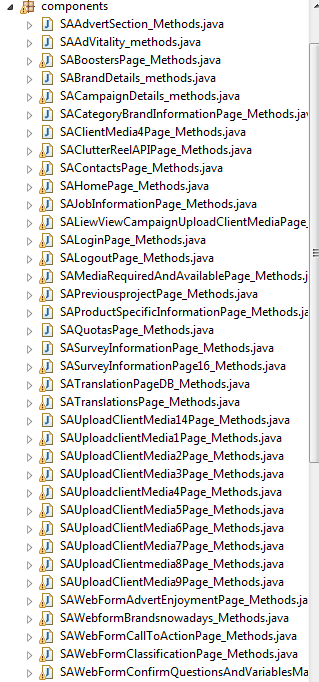 components
SAAdvertSection_Methods.java
SAAdVitality_methods.java
SABoostersPage_Methods.java
SABrandDetails_Methods.java
SACampaignDetails_methods.java
SACategoryBrandInformationPage_Methods.java
SAClientMedia4Page_Methods.java
SAClutterReelAPIPage_Methods.java
SAContactsPage_Methods.java
SAHomePage_Methods.java
SAJobInformationPage_Methods.java
SALiewViewCampaignUploadClientMediaPage_
SALoginPage_Methods.java
SALogoutPage_Methods.java
SAMediaRequiredAndAvailablePage_Methods.j
SAPreviousprojectPage_Methods.java
SAProductSpecificInformationPage_Methods.java
SAQuotasPage_Methods.java
SASurveyInformationPage_Methods.java
SASurveyInformationPage16_Methods.java
SATranslationPageDB_Methods.java
SATranslationsPage_Methods.java
SAUploadClientMedia14Page_Methods.java
SAUploadclientMedia1Page_Methods.java
SAUploadClientMedia2Page_Methods.java
SAUploadClientMedia3Page_Methods.java
SAUploadclientMedia4Page_Methods.java
SAUploadClientMedia5Page_Methods.java
SAUploadClientMedia6Page_Methods.java
SAUploadClientMedia7Page_Methods.java
SAUploadClientmedia8Page_Methods.java
SAUploadClientMedia9Page_Methods.java
SAWebFormAdvertEnjoymentPage_Methods.ja
SAWebformBrandsnowadays_Methods.java
SAWebFormCallToActionPage_Methods.java
SAWebFormClassificationPage_Methods.java
SAWebFormConfirmQuestionsAndVariablesMa